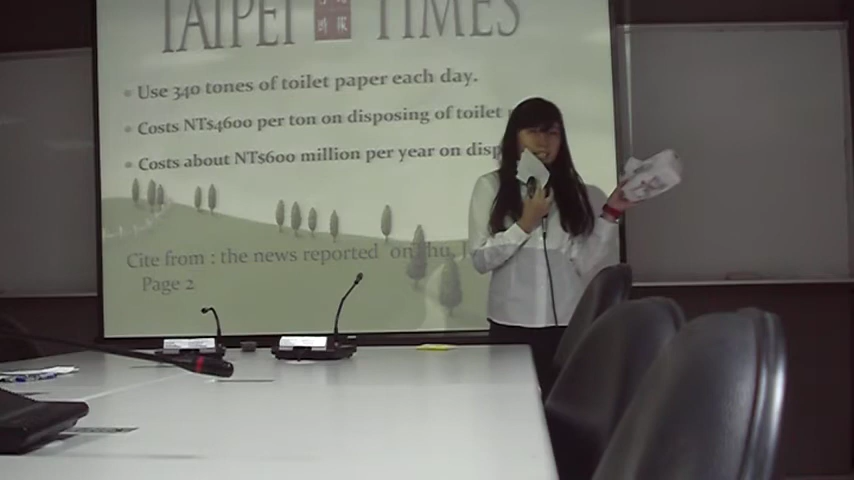 TAIPEI TIMES
Use 340 tones of toilet paper each day.
Costs NT$4600 per ton on disposing of toilet
Costs about NT$600 million per year on
Cite from : the news reported on
Page 2